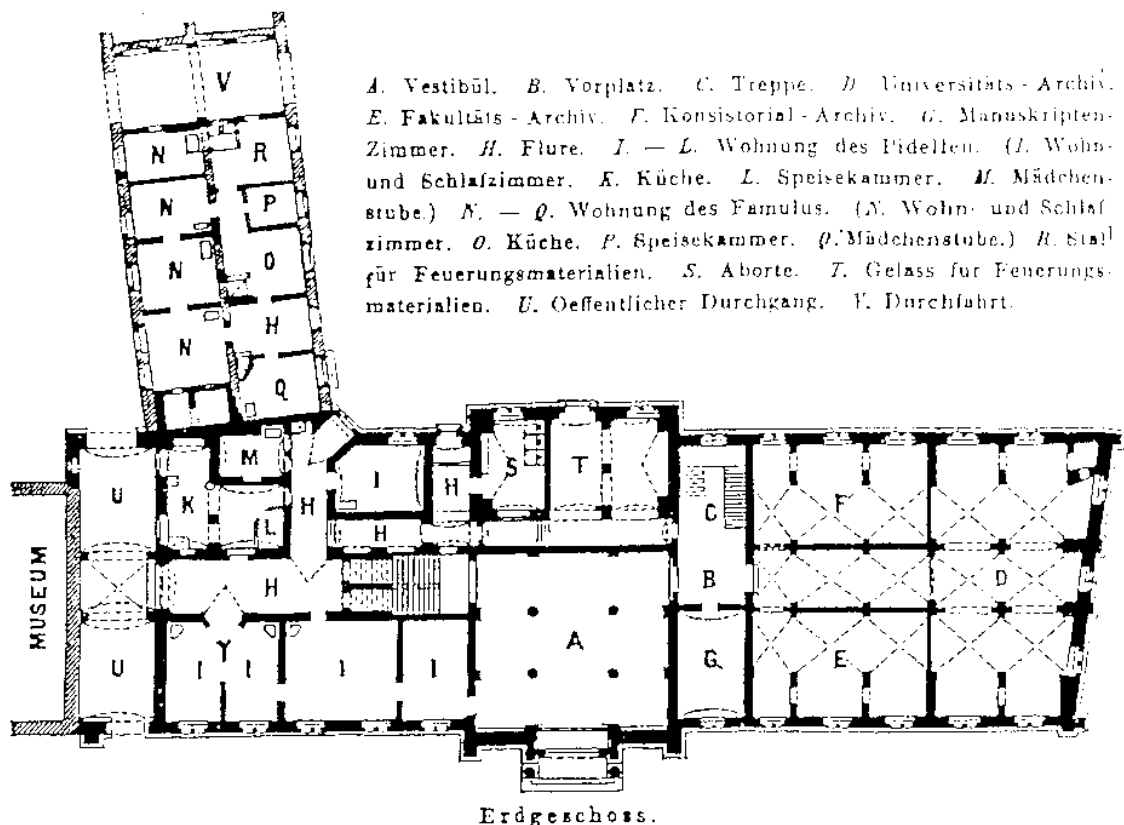 A. Vestibül. B. Vorplatz. C. Treppe. D Universitäts-Archiv.
E. Fakultäts-Archiv. F. Konsistorial-Archiv. G. Manuskripten-
Zimmer. H. Flure. I. — L. Wohnung des Pidellen. (I. Wohn-
und Schlafzimmer. K. Küche. L. Speisekammer. M. Mädchen-
stube.) N. — Q. Wohnung des Famulus. (N. Wohn- und Schlaf
zimmer. O. Küche. P. Speisekammer. Q. Mädchenstube.) R. Stall
für Feuerungsmaterialien. S. Aborte. T. Gelass für Feuerungs-
materialien. U. Oeffentlicher Durchgang. V. Durchfahrt.
V
N R
N P
N O
N H
Q
U K M L H I H S T C F
H
MUSEUM
H B D
U I I I I A G E
Erdgeschoss.